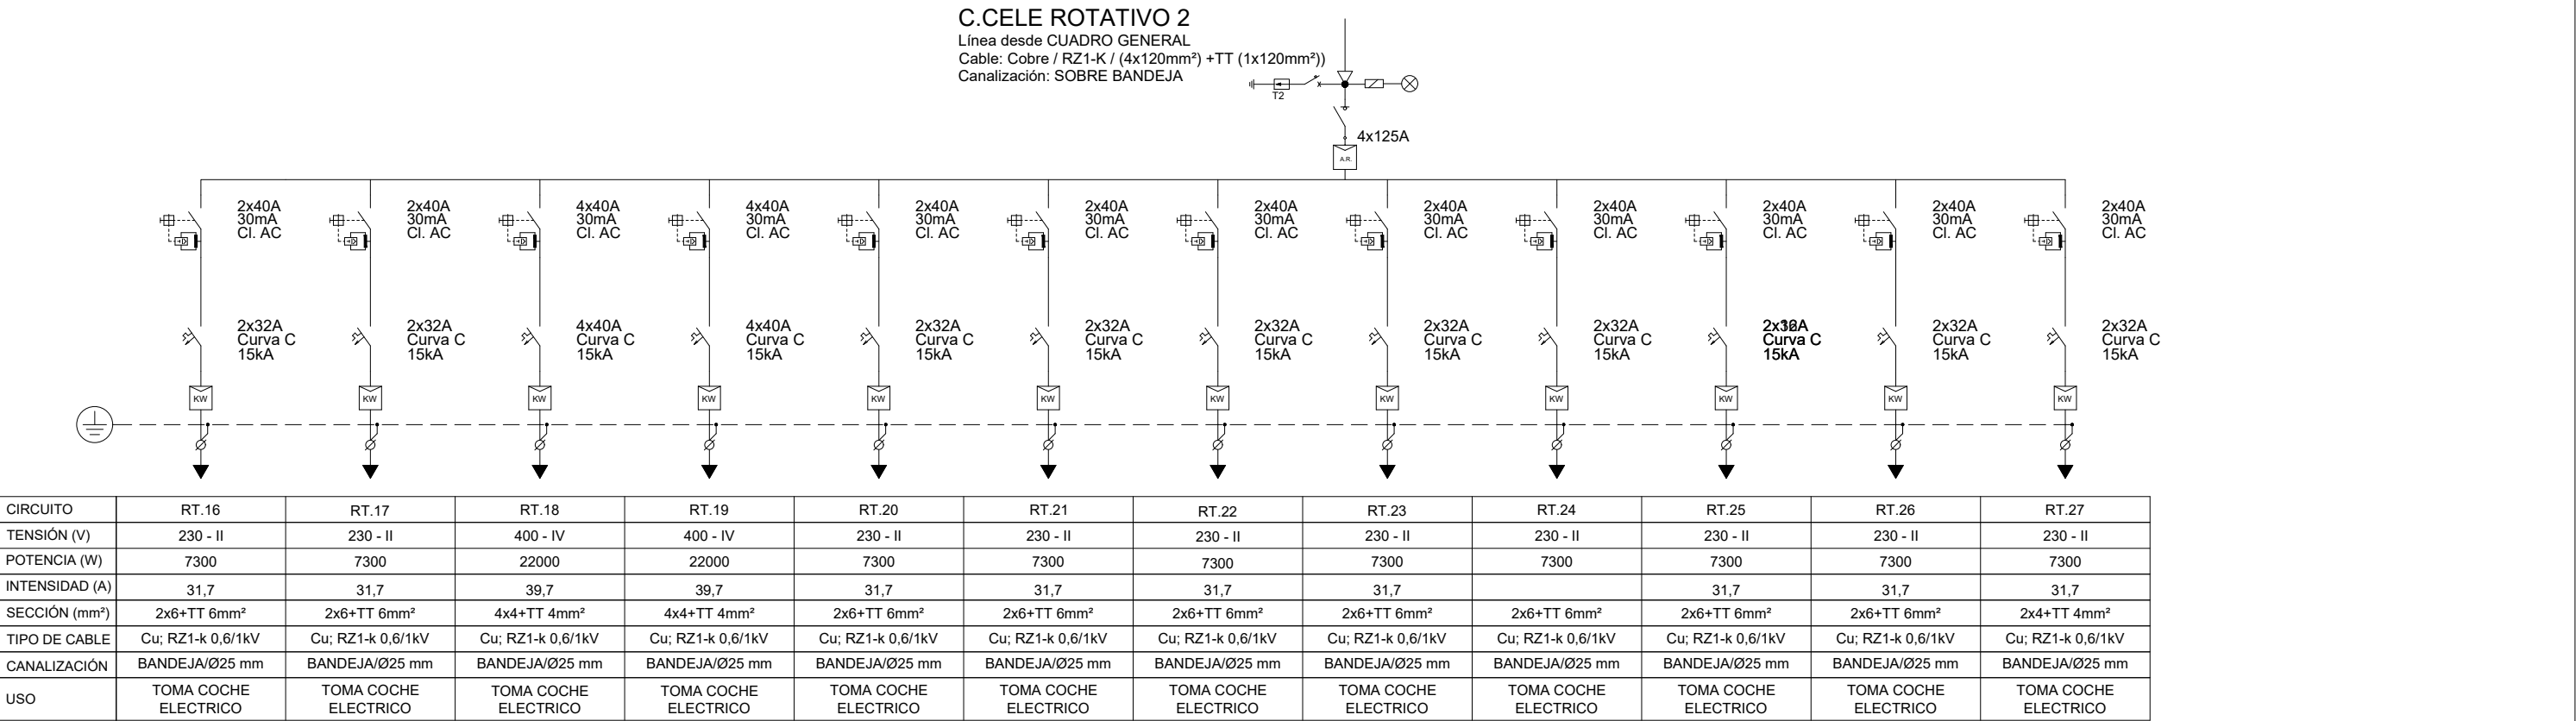 C.CELE ROTATIVO 2
Línea desde CUADRO GENERAL
Cable: Cobre / RZ1-K / (4x120mm²) +TT (1x120mm²))
Canalización: SOBRE BANDEJA
T2
4x125A
A.R.
2x40A 2x40A 4x40A 4x40A 2x40A 2x40A 2x40A 2x40A 2x40A 2x40A 2x40A 2x40A
30mA 30mA 30mA 30mA 30mA 30mA 30mA 30mA 30mA 30mA 30mA 30mA
Cl. AC Cl. AC Cl. AC Cl. AC Cl. AC Cl. AC Cl. AC Cl. AC Cl. AC Cl. AC Cl. AC Cl. AC
2x32A 2x32A 4x40A 4x40A 2x32A 2x32A 2x32A 2x32A 2x32A 2x32A 2x32A
Curva C Curva C Curva C Curva C Curva C Curva C Curva C Curva C Curva C Curva C Curva C Curva C
15kA 15kA 15kA 15kA 15kA 15kA 15kA 15kA 15kA 15kA 15kA 15kA
KW KW KW KW KW KW KW KW KW KW KW KW
CIRCUITO RT.16 RT.17 RT.18 RT.19 RT.20 RT.21 RT.22 RT.23 RT.24 RT.25 RT.26 RT.27
TENSIÓN (V) 230 - II 230 - II 400 - IV 400 - IV 230 - II 230 - II 230 - II 230 - II 230 - II 230 - II 230 - II 230 - II
POTENCIA (W) 7300 7300 22000 22000 7300 7300 7300 7300 7300 7300 7300 7300
INTENSIDAD (A) 31,7 31,7 39,7 39,7 31,7 31,7 31,7 31,7 31,7 31,7 31,7
SECCIÓN (mm²) 2x6+TT 6mm² 2x6+TT 6mm² 4x4+TT 4mm² 4x4+TT 4mm² 2x6+TT 6mm² 2x6+TT 6mm² 2x6+TT 6mm² 2x6+TT 6mm² 2x6+TT 6mm² 2x6+TT 6mm² 2x6+TT 6mm² 2x4+TT 4mm²
TIPO DE CABLE Cu; RZ1-k 0,6/1kV Cu; RZ1-k 0,6/1kV Cu; RZ1-k 0,6/1kV Cu; RZ1-k 0,6/1kV Cu; RZ1-k 0,6/1kV Cu; RZ1-k 0,6/1kV Cu; RZ1-k 0,6/1kV Cu; RZ1-k 0,6/1kV Cu; RZ1-k 0,6/1kV Cu; RZ1-k 0,6/1kV Cu; RZ1-k 0,6/1kV Cu; RZ1-k 0,6/1kV
CANALIZACIÓN BANDEJA/Ø25 mm BANDEJA/Ø25 mm BANDEJA/Ø25 mm BANDEJA/Ø25 mm BANDEJA/Ø25 mm BANDEJA/Ø25 mm BANDEJA/Ø25 mm BANDEJA/Ø25 mm BANDEJA/Ø25 mm BANDEJA/Ø25 mm BANDEJA/Ø25 mm BANDEJA/Ø25 mm
USO TOMA COCHE TOMA COCHE TOMA COCHE TOMA COCHE TOMA COCHE TOMA COCHE TOMA COCHE TOMA COCHE TOMA COCHE TOMA COCHE TOMA COCHE TOMA COCHE
ELECTRICO ELECTRICO ELECTRICO ELECTRICO ELECTRICO ELECTRICO ELECTRICO ELECTRICO ELECTRICO ELECTRICO ELECTRICO ELECTRICO